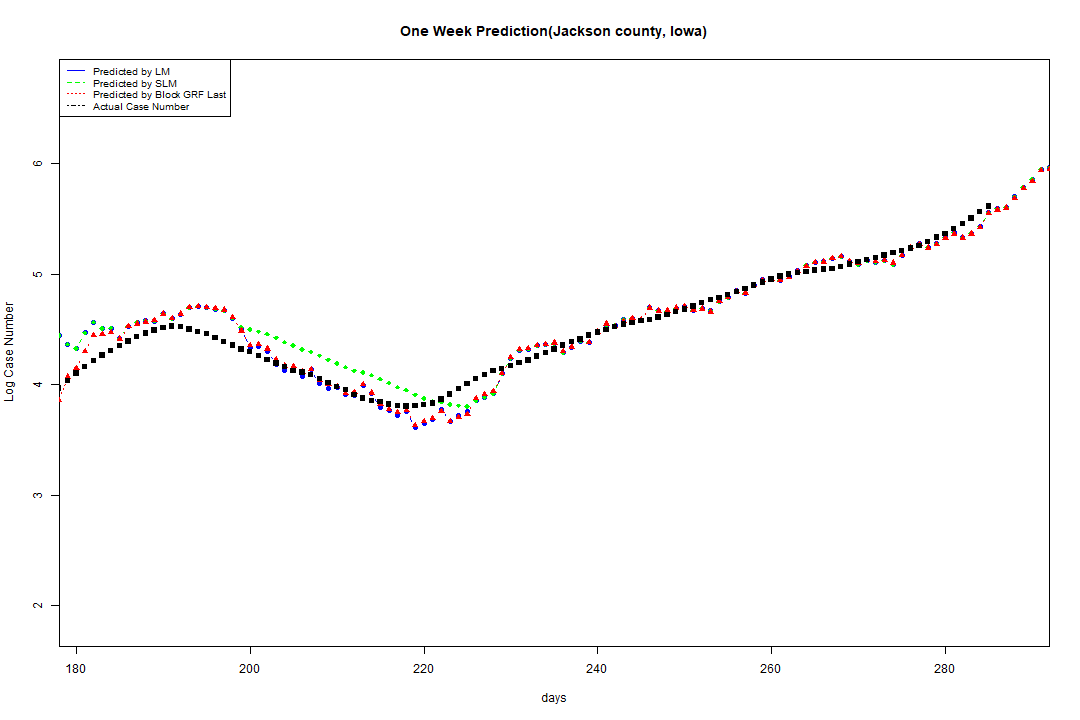 One Week Prediction(Jackson county, Iowa)
Predicted by LM
Predicted by SLM
Predicted by Block GRF Last
Actual Case Number
6
5
4
3
2
Log Case Number
180 200 220 240 260 280
days